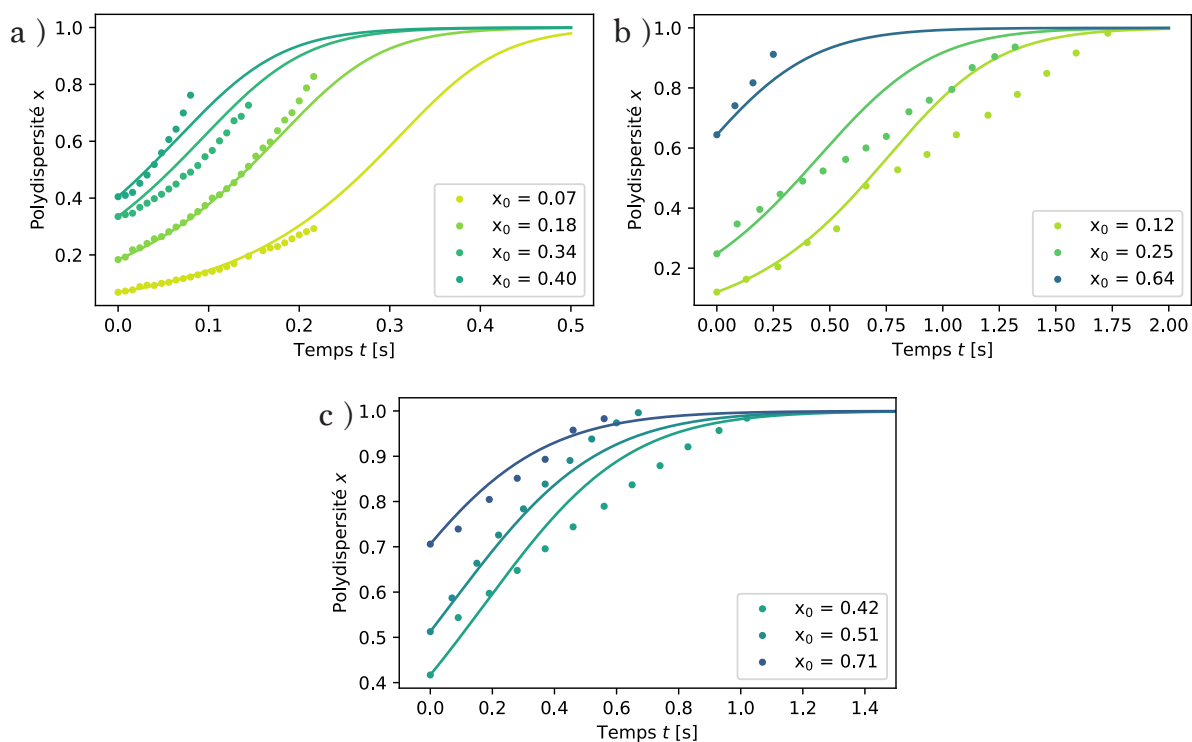 a )
Polydispersité x
1.0
0.8
0.6
0.4
0.2
0.0 0.1 0.2 0.3 0.4 0.5
Temps t [s]
x₀ = 0.07
x₀ = 0.18
x₀ = 0.34
x₀ = 0.40
b )
Polydispersité x
1.0
0.8
0.6
0.4
0.2
0.00 0.25 0.50 0.75 1.00 1.25 1.50 1.75 2.00
Temps t [s]
x₀ = 0.12
x₀ = 0.25
x₀ = 0.64
c )
Polydispersité x
1.0
0.9
0.8
0.7
0.6
0.5
0.4
0.0 0.2 0.4 0.6 0.8 1.0 1.2 1.4
Temps t [s]
x₀ = 0.42
x₀ = 0.51
x₀ = 0.71